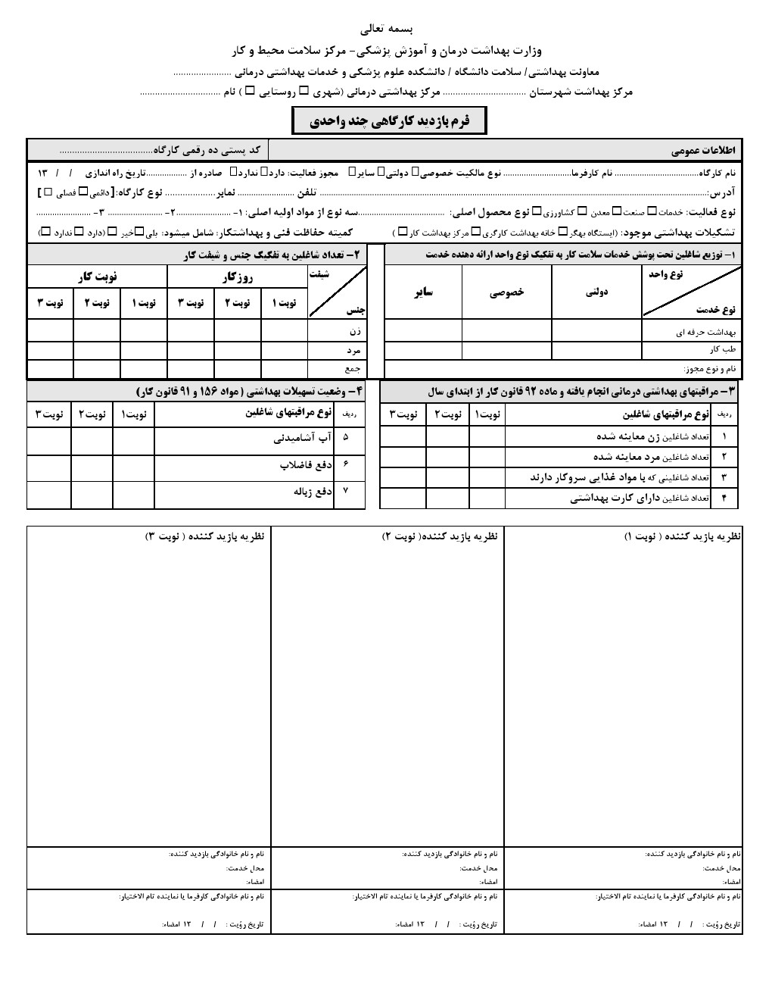 بسمه تعالی
وزارت بهداشت درمان و آموزش پزشکی- مرکز سلامت محیط و کار
معاونت بهداشتی/ سلامت دانشگاه / دانشکده علوم پزشکی و خدمات بهداشتی درمانی .......................
مرکز بهداشت شهرستان ................................. مرکز بهداشتی درمانی (شهری □ روستایی □ ) نام ................................
فرم بازدید کارگاهی چند واحدی
اطلاعات عمومی
کد پستی ده رقمی کارگاه.....................................
نام کارگاه.................................. نام کارفرما........................... نوع مالکیت خصوصی□ دولتی□ سایر□ مجوز فعالیت: دارد□ ندارد□ صادره از ................تاریخ راه اندازی / / ۱۳
آدرس:........................................................................................ تلفن ....................... نمابر.................... نوع کارگاه:[دائمی□ فصلی □ ]
نوع فعالیت: خدمات□ صنعت□ معدن □ کشاورزی□ نوع محصول اصلی: ..................................سه نوع از مواد اولیه اصلی: ۱- ......................۲- ...................... ۳- ......................
تشکیلات بهداشتی موجود: (ایستگاه بهگر□ خانه بهداشت کارگری□ مرکز بهداشت کار□ ) کمیته حفاظت فنی و بهداشتکار: شامل میشود: بلی□خیر □ (دارد □ ندارد □)
۱- توزیع شاغلین تحت پوشش خدمات سلامت کار به تفکیک نوع واحد ارائه دهنده خدمت
نوع واحد
نوع خدمت
دولتی
خصوصی
سایر
بهداشت حرفه ای
طب کار
نام و نوع مجوز:
۲- تعداد شاغلین به تفکیک جنس و شیفت کار
شیفت
جنس
روزکار
نوبت کار
نوبت ۱ نوبت ۲ نوبت ۳ نوبت ۱ نوبت ۲ نوبت ۳
زن
مرد
جمع
۳- مراقبتهای بهداشتی درمانی انجام یافته و ماده ۹۲ قانون کار از ابتدای سال
ردیف نوع مراقبتهای شاغلین نوبت۱ نوبت ۲ نوبت ۳
۱ تعداد شاغلین زن معاینه شده
۲ تعداد شاغلین مرد معاینه شده
۳ تعداد شاغلینی که با مواد غذایی سروکار دارند
۴ تعداد شاغلین دارای کارت بهداشتی
۴- وضعیت تسهیلات بهداشتی ( مواد ۱۵۶ و ۹۱ قانون کار)
ردیف نوع مراقبتهای شاغلین نوبت۱ نوبت ۲ نوبت ۳
۵ آب آشامیدنی
۶ دفع فاضلاب
۷ دفع زباله
نظریه بازدید کننده ( نوبت ۱) نظریه بازدید کننده( نوبت ۲) نظریه بازدید کننده ( نوبت ۳)
نام و نام خانوادگی بازدید کننده: نام و نام خانوادگی بازدید کننده: نام و نام خانوادگی بازدید کننده:
محل خدمت: محل خدمت: محل خدمت:
امضاء: امضاء: امضاء:
نام و نام خانوادگی کارفرما یا نماینده تام الاختیار: نام و نام خانوادگی کارفرما یا نماینده تام الاختیار: نام و نام خانوادگی کارفرما یا نماینده تام الاختیار:
تاریخ رؤیت : / / ۱۳ امضاء: تاریخ رؤیت : / / ۱۳ امضاء: تاریخ رؤیت : / / ۱۳ امضاء: